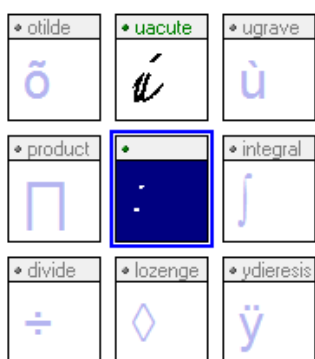 otilde uacute ugrave
õ ú ù
product integral
∏ ∫
divide lozenge ydieresis
÷ ◊ ÿ